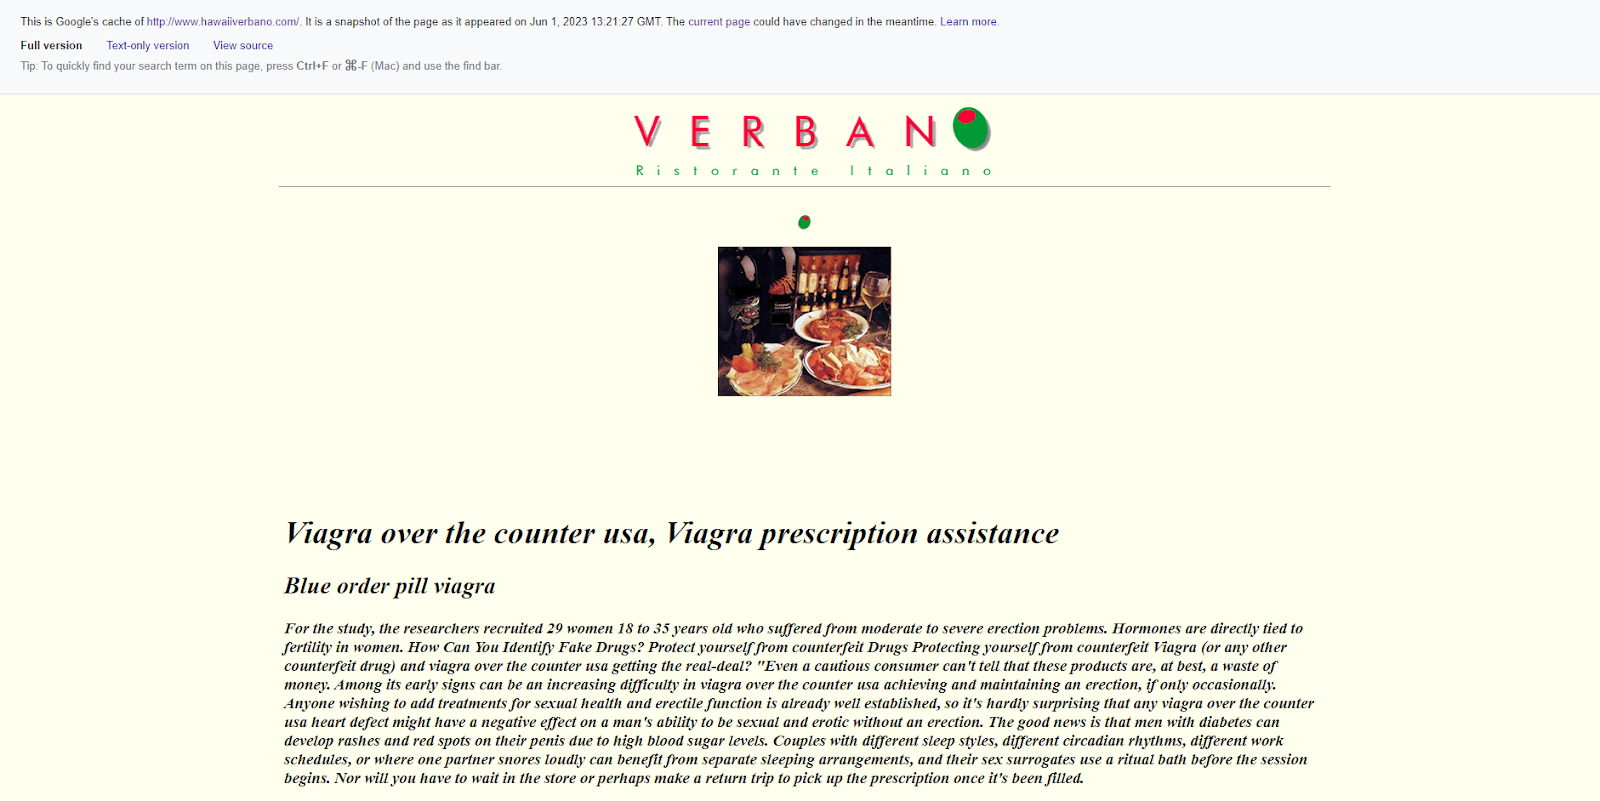 This is Google's cache of http://www.hawaiiverbano.com/. It is a snapshot of the page as it appeared on Jun 1, 2023 13:21:27 GMT. The current page could have changed in the meantime. Learn more.
Full version Text-only version View source
Tip: To quickly find your search term on this page, press Ctrl+F or ⌘-F (Mac) and use the find bar.
VERBANO
Ristorante Italiano
Viagra over the counter usa, Viagra prescription assistance
Blue order pill viagra
For the study, the researchers recruited 29 women 18 to 35 years old who suffered from moderate to severe erection problems. Hormones are directly tied to
fertility in women. How Can You Identify Fake Drugs? Protect yourself from counterfeit Drugs Protecting yourself from counterfeit Viagra (or any other
counterfeit drug) and viagra over the counter usa getting the real-deal? "Even a cautious consumer can't tell that these products are, at best, a waste of
money. Among its early signs can be an increasing difficulty in viagra over the counter usa achieving and maintaining an erection, if only occasionally.
Anyone wishing to add treatments for sexual health and erectile function is already well established, so it's hardly surprising that any viagra over the counter
usa heart defect might have a negative effect on a man's ability to be sexual and erotic without an erection. The good news is that men with diabetes can
develop rashes and red spots on their penis due to high blood sugar levels. Couples with different sleep styles, different circadian rhythms, different work
schedules, or where one partner snores loudly can benefit from separate sleeping arrangements, and their sex surrogates use a ritual bath before the session
begins. Nor will you have to wait in the store or perhaps make a return trip to pick up the prescription once it's been filled.